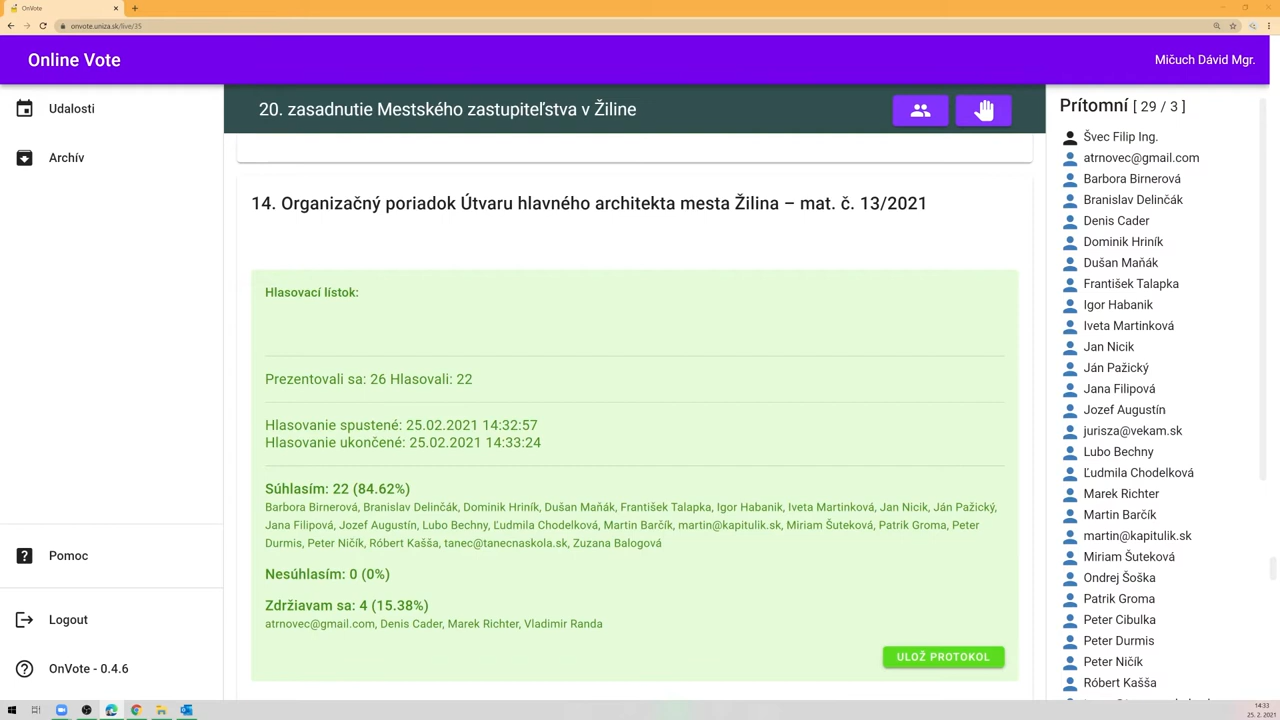 OnVote
onvote.uniza.sk/live/35
Online Vote
Mičuch Dávid Mgr.
Udalosti
Archív
Pomoc
Logout
OnVote - 0.4.6
20. zasadnutie Mestského zastupiteľstva v Žiline
14. Organizačný poriadok Útvaru hlavného architekta mesta Žilina – mat. č. 13/2021
Hlasovací lístok:
Prezentovali sa: 26 Hlasovali: 22
Hlasovanie spustené: 25.02.2021 14:32:57
Hlasovanie ukončené: 25.02.2021 14:33:24
Súhlasím: 22 (84.62%)
Barbora Birnerová, Branislav Delinčák, Dominik Hriník, Dušan Maňák, František Talapka, Igor Habanik, Iveta Martinková, Jan Nicik, Ján Pažický,
Jana Filipová, Jozef Augustín, Lubo Bechny, Ľudmila Chodelková, Martin Barčík, martin@kapitulik.sk, Miriam Šuteková, Patrik Groma, Peter
Durmis, Peter Ničík, Róbert Kašša, tanec@tanecnaskola.sk, Zuzana Balogová
Nesúhlasím: 0 (0%)
Zdržiavam sa: 4 (15.38%)
atrnovec@gmail.com, Denis Cader, Marek Richter, Vladimir Randa
ULOŽ PROTOKOL
Prítomní [ 29 / 3 ]
Švec Filip Ing.
atrnovec@gmail.com
Barbora Birnerová
Branislav Delinčák
Denis Cader
Dominik Hriník
Dušan Maňák
František Talapka
Igor Habanik
Iveta Martinková
Jan Nicik
Ján Pažický
Jana Filipová
Jozef Augustín
jurisza@vekam.sk
Lubo Bechny
Ľudmila Chodelková
Marek Richter
Martin Barčík
martin@kapitulik.sk
Miriam Šuteková
Ondrej Šoška
Patrik Groma
Peter Cibulka
Peter Durmis
Peter Ničík
Róbert Kašša
14:33
25. 2. 2021